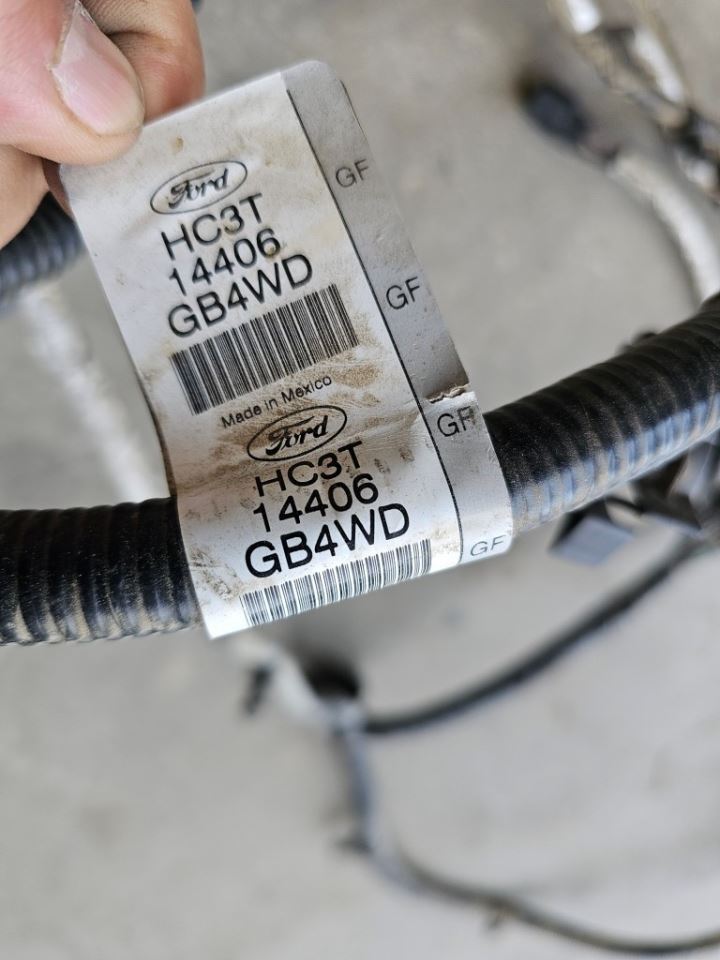 Ford
HC3T
14406
GB4WD
Made in Mexico
Ford
HC3T
14406
GB4WD
GF
GF
GF
GF